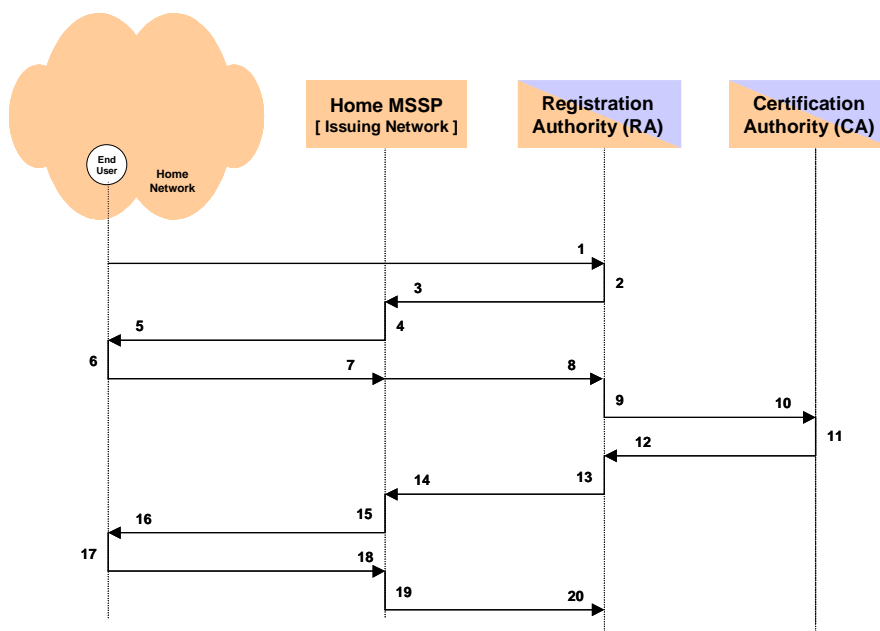 Home MSSP
[ Issuing Network ]
Registration
Authority (RA)
Certification
Authority (CA)
End
User
Home
Network
1
2
3
4
5
6
7
8
9
10
11
12
13
14
15
16
17
18
19
20